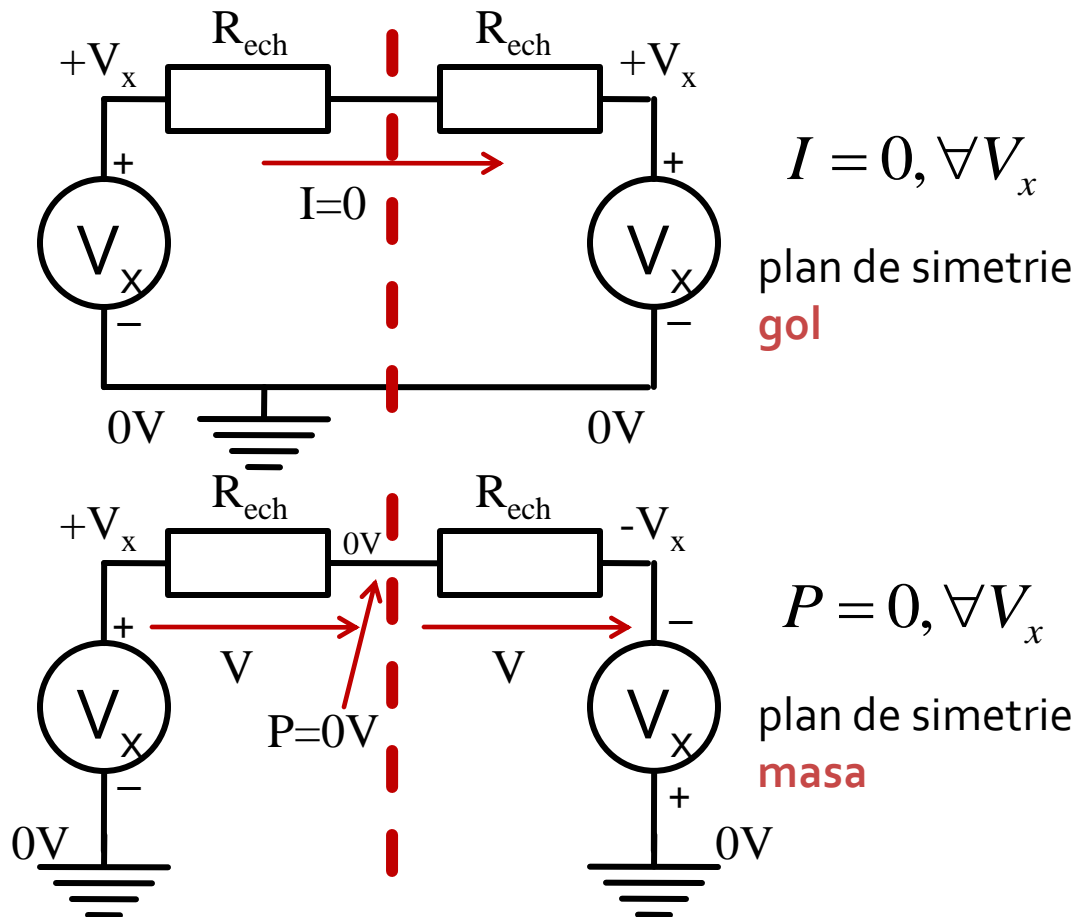 R_ech R_ech
+V_x +V_x
+ +
I = 0, ∀V_x
I=0
V_x V_x
plan de simetrie
gol
− −
0V 0V
R_ech R_ech
+V_x 0V -V_x
+ −
P = 0, ∀V_x
V V
V_x V_x
P=0V
plan de simetrie
masa
− +
0V 0V